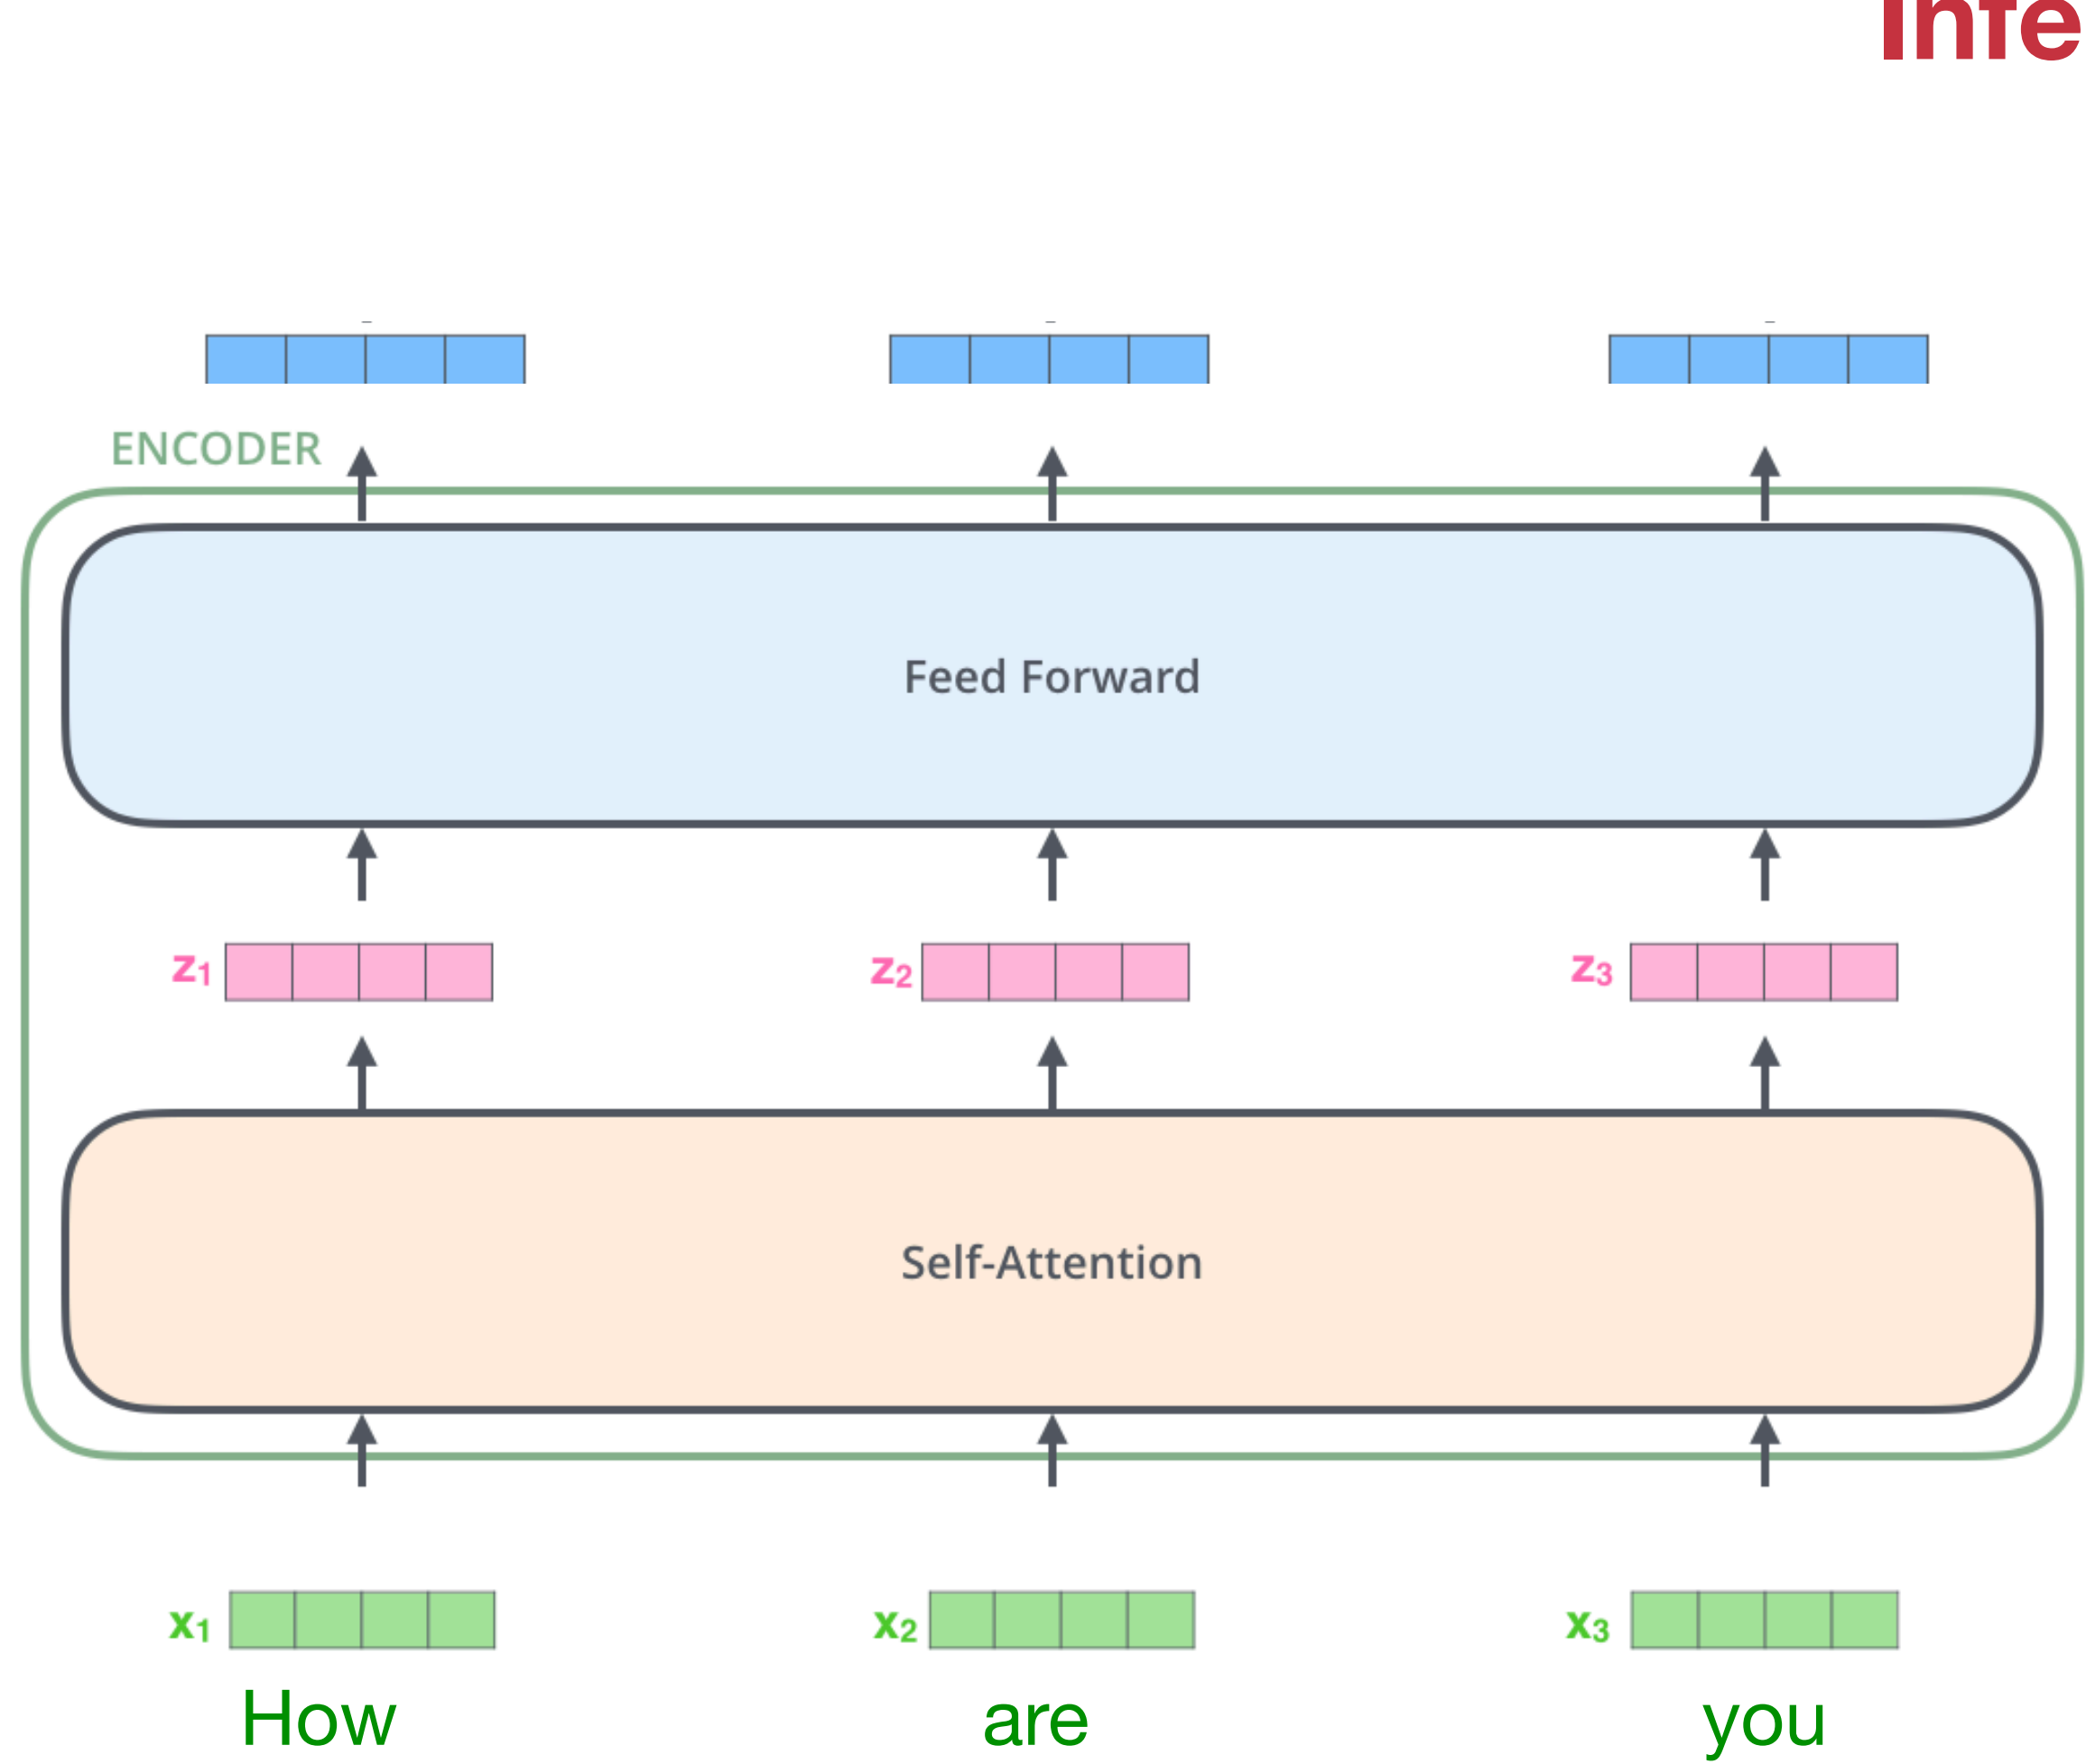 Infe
ENCODER
Feed Forward
z1 z2 z3
Self-Attention
x1 x2 x3
How are you